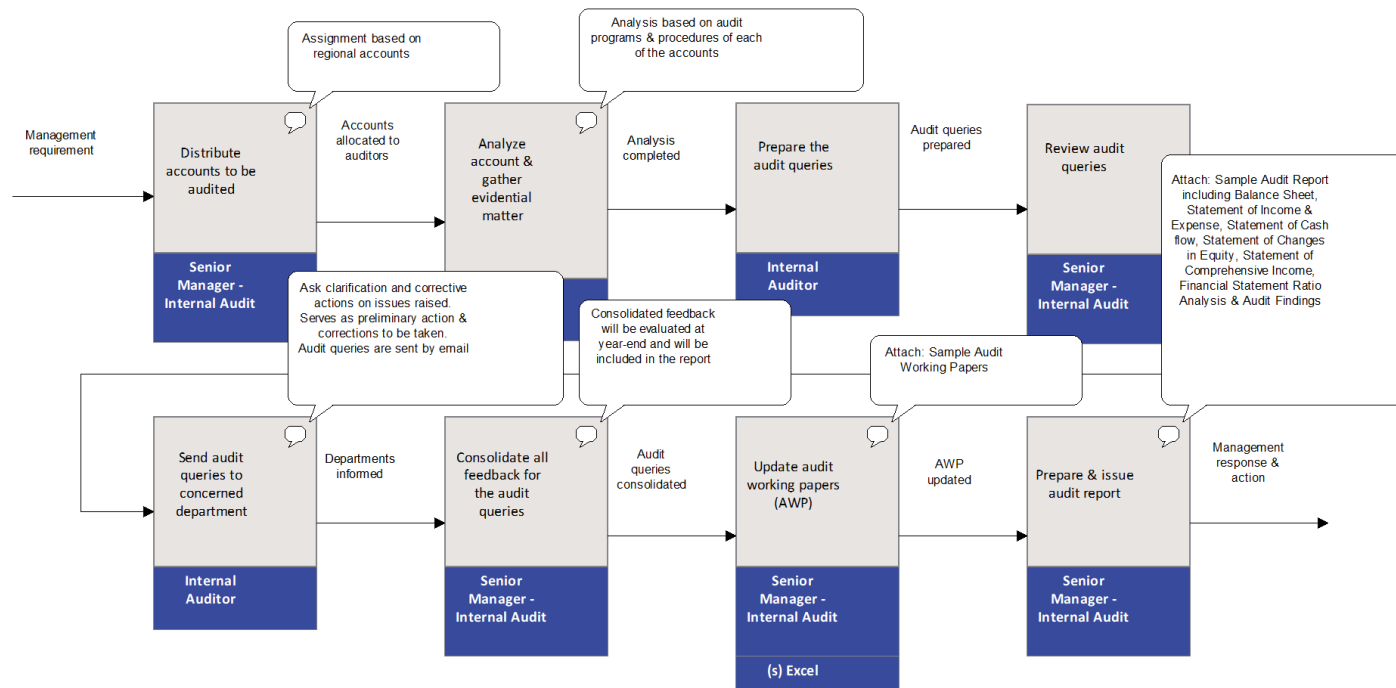 Assignment based on
regional accounts
Analysis based on audit
programs & procedures of each
of the accounts
Management
requirement
Distribute
accounts to be
audited
Senior
Manager -
Internal Audit
Accounts
allocated to
auditors
Analyze
account &
gather
evidential
matter
Analysis
completed
Prepare the
audit queries
Internal
Auditor
Audit queries
prepared
Review audit
queries
Senior
Manager -
Internal Audit
Attach: Sample Audit Report
including Balance Sheet,
Statement of Income &
Expense, Statement of Cash
flow, Statement of Changes
in Equity, Statement of
Comprehensive Income,
Financial Statement Ratio
Analysis & Audit Findings
Ask clarification and corrective
actions on issues raised.
Serves as preliminary action &
corrections to be taken.
Audit queries are sent by email
Consolidated feedback
will be evaluated at
year-end and will be
included in the report
Attach: Sample Audit
Working Papers
Send audit
queries to
concerned
department
Internal
Auditor
Departments
informed
Consolidate all
feedback for
the audit
queries
Senior
Manager -
Internal Audit
Audit
queries
consolidated
Update audit
working papers
(AWP)
Senior
Manager -
Internal Audit
(s) Excel
AWP
updated
Prepare & issue
audit report
Senior
Manager -
Internal Audit
Management
response &
action